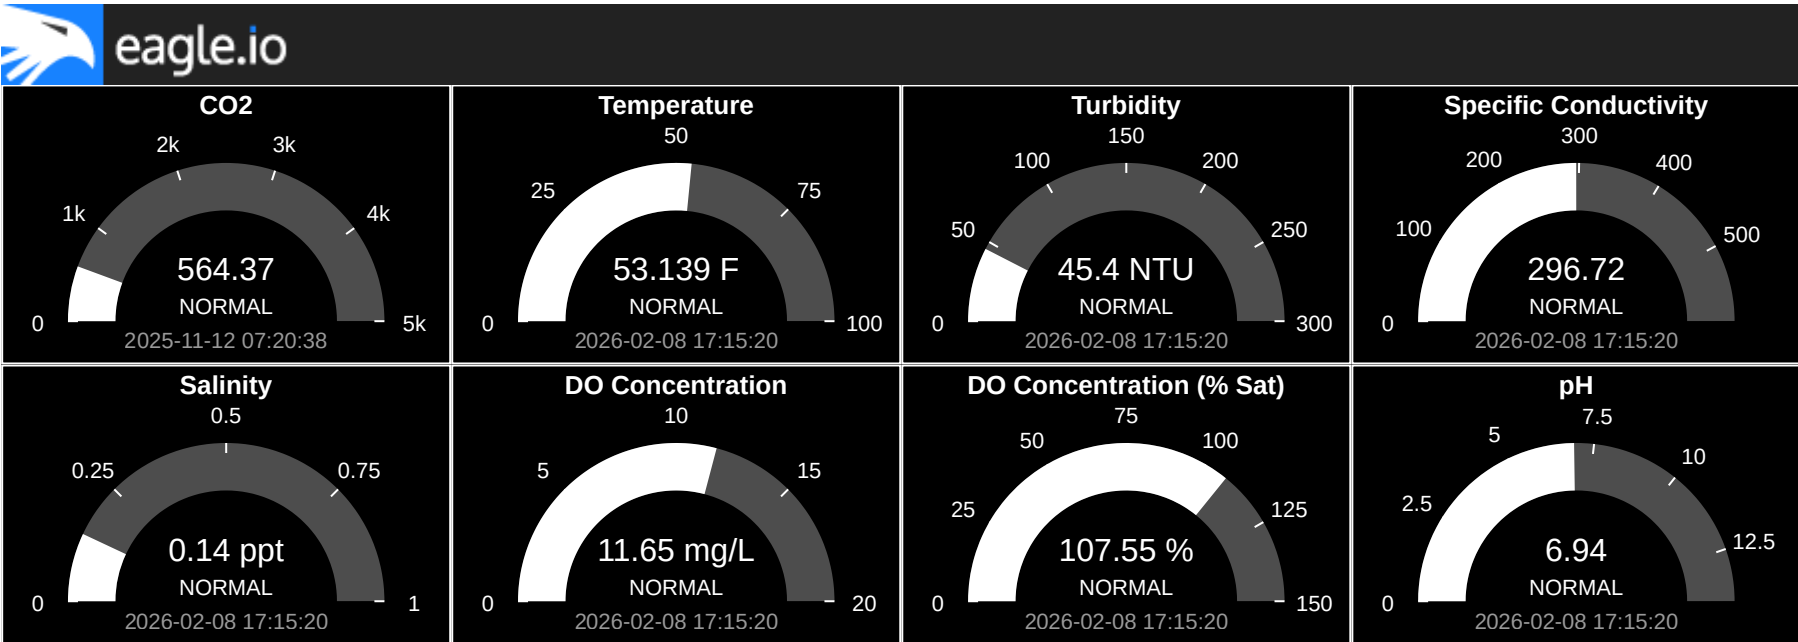 eagle.io
CO2
2k
3k
1k
4k
564.37
NORMAL
0
5k
2025-11-12 07:20:38
Temperature
50
25
75
53.139 F
NORMAL
0
100
2026-02-08 17:15:20
Turbidity
150
100
200
50
250
45.4 NTU
NORMAL
0
300
2026-02-08 17:15:20
Specific Conductivity
300
200
400
100
500
296.72
NORMAL
0
2026-02-08 17:15:20
Salinity
0.5
0.25
0.75
0.14 ppt
NORMAL
0
1
2026-02-08 17:15:20
DO Concentration
10
5
15
11.65 mg/L
NORMAL
0
20
2026-02-08 17:15:20
DO Concentration (% Sat)
75
50
100
25
125
107.55 %
NORMAL
0
150
2026-02-08 17:15:20
pH
7.5
5
10
2.5
12.5
6.94
NORMAL
0
2026-02-08 17:15:20